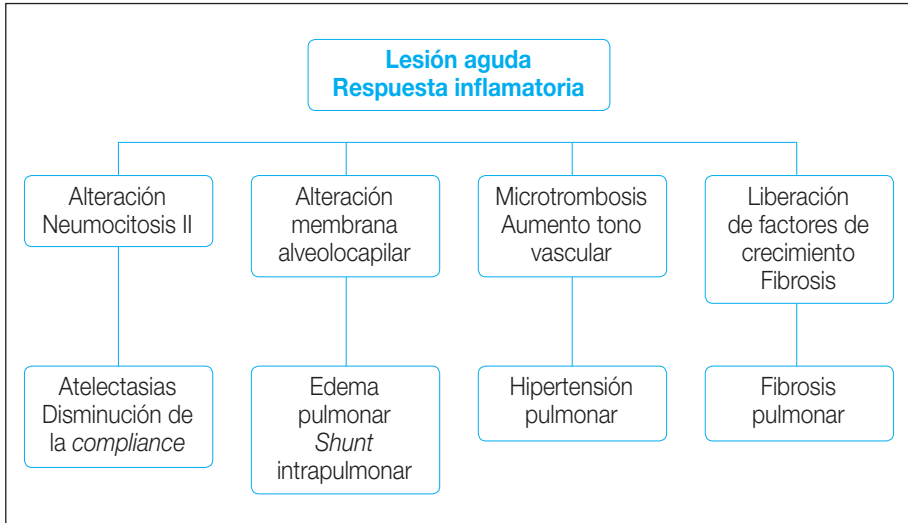 Lesión aguda
Respuesta inflamatoria
Alteración
Neumocitosis II
Alteración
membrana
alveolocapilar
Microtrombosis
Aumento tono
vascular
Liberación
de factores de
crecimiento
Fibrosis
Atelectasias
Disminución de
la compliance
Edema
pulmonar
Shunt
intrapulmonar
Hipertensión
pulmonar
Fibrosis
pulmonar